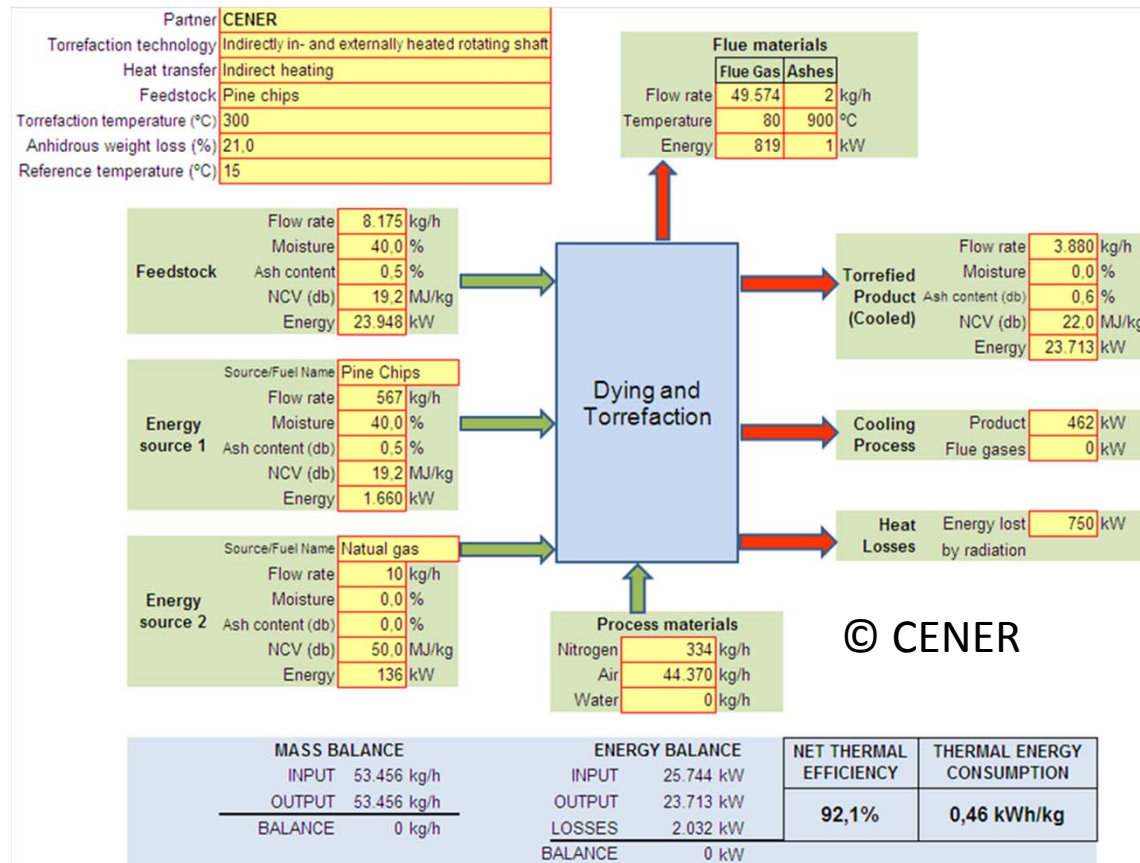 Partner CENER
Torrefaction technology Indirectly in- and externally heated rotating shaft
Heat transfer Indirect heating
Feedstock Pine chips
Torrefaction temperature (ºC) 300
Anhidrous weight loss (%) 21,0
Reference temperature (ºC) 15
Flue materials
Flue Gas Ashes
Flow rate 49.574 2 kg/h
Temperature 80 900 ºC
Energy 819 1 kW
Feedstock
Flow rate 8.175 kg/h
Moisture 40,0 %
Ash content 0,5 %
NCV (db) 19,2 MJ/kg
Energy 23.948 kW
Energy source 1
Source/Fuel Name Pine Chips
Flow rate 567 kg/h
Moisture 40,0 %
Ash content (db) 0,5 %
NCV (db) 19,2 MJ/kg
Energy 1.660 kW
Energy source 2
Source/Fuel Name Natual gas
Flow rate 10 kg/h
Moisture 0,0 %
Ash content (db) 0,0 %
NCV (db) 50,0 MJ/kg
Energy 136 kW
Dying and
Torrefaction
Torrefied
Product
(Cooled)
Flow rate 3.880 kg/h
Moisture 0,0 %
Ash content (db) 0,6 %
NCV (db) 22,0 MJ/kg
Energy 23.713 kW
Cooling
Process
Product 462 kW
Flue gases 0 kW
Heat
Losses
Energy lost 750 kW
by radiation
Process materials
Nitrogen 334 kg/h
Air 44.370 kg/h
Water 0 kg/h
© CENER
MASS BALANCE
INPUT 53.456 kg/h
OUTPUT 53.456 kg/h
BALANCE 0 kg/h
ENERGY BALANCE
INPUT 25.744 kW
OUTPUT 23.713 kW
LOSSES 2.032 kW
BALANCE 0 kW
NET THERMAL
EFFICIENCY
92,1%
THERMAL ENERGY
CONSUMPTION
0,46 kWh/kg